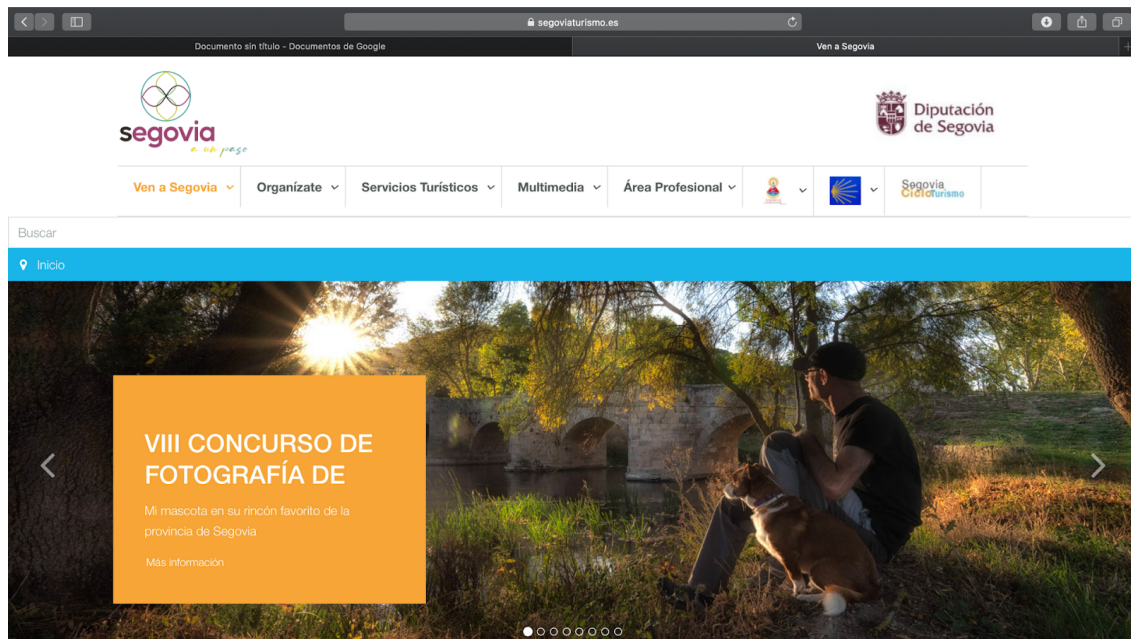 segoviaturismo.es
Documento sin título - Documentos de Google
Ven a Segovia
segovia
a un paso
Diputación
de Segovia
Ven a Segovia
Organízate
Servicios Turísticos
Multimedia
Área Profesional
Segovia
Cicloturismo
Buscar
Inicio
VIII CONCURSO DE
FOTOGRAFÍA DE
Mi mascota en su rincón favorito de la
provincia de Segovia
Más información